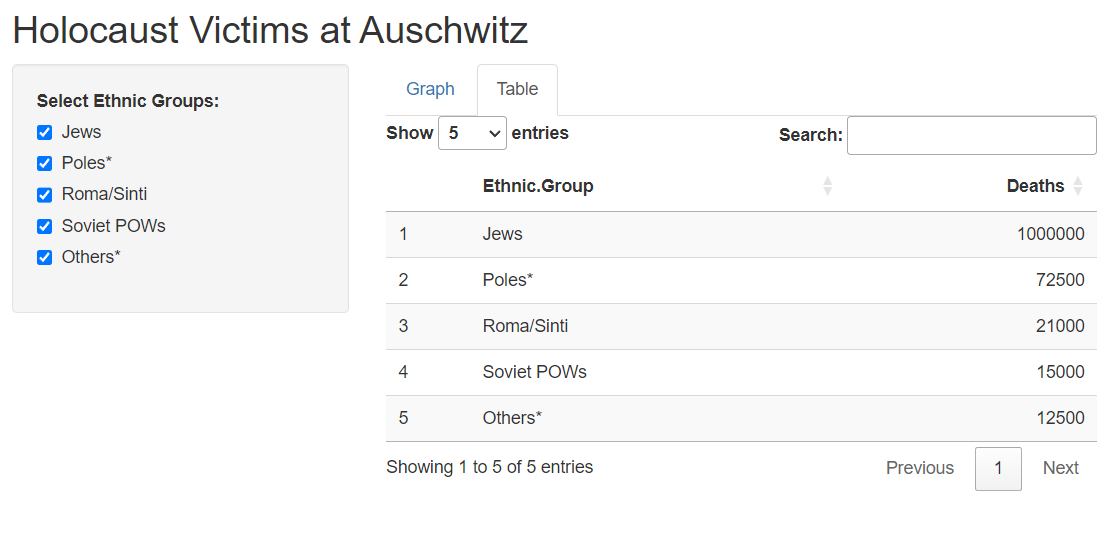 Holocaust Victims at Auschwitz
Select Ethnic Groups:
Jews
Poles*
Roma/Sinti
Soviet POWs
Others*
Graph Table
Show 5 entries Search:
Ethnic.Group Deaths
1 Jews 1000000
2 Poles* 72500
3 Roma/Sinti 21000
4 Soviet POWs 15000
5 Others* 12500
Showing 1 to 5 of 5 entries Previous 1 Next